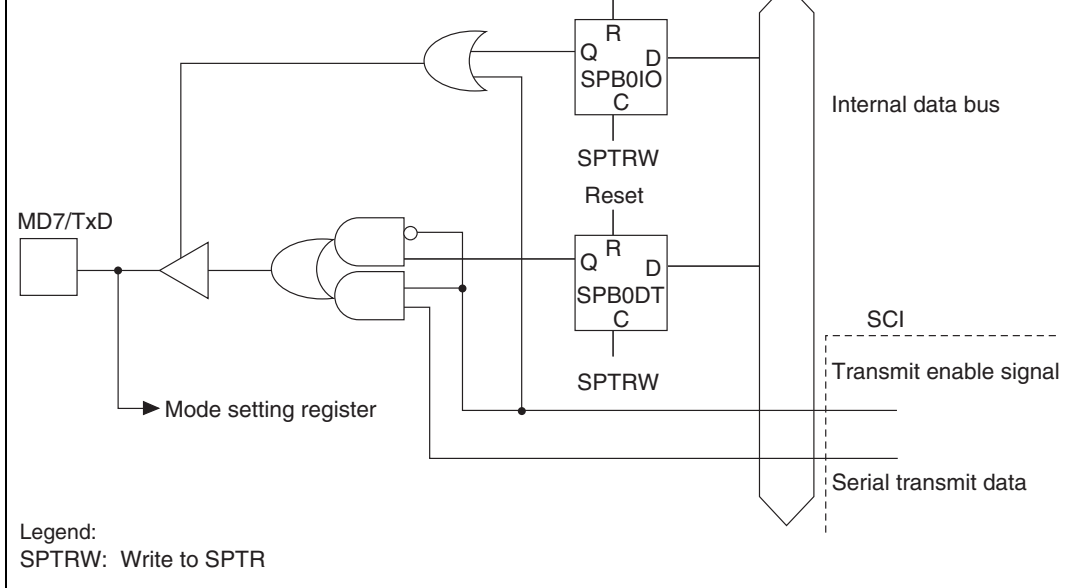 R
Q
D
SPB0IO
C
Internal data bus
SPTRW
Reset
MD7/TxD
R
Q
D
SPB0DT
C
SCI
SPTRW
Transmit enable signal
Mode setting register
Serial transmit data
Legend:
SPTRW: Write to SPTR